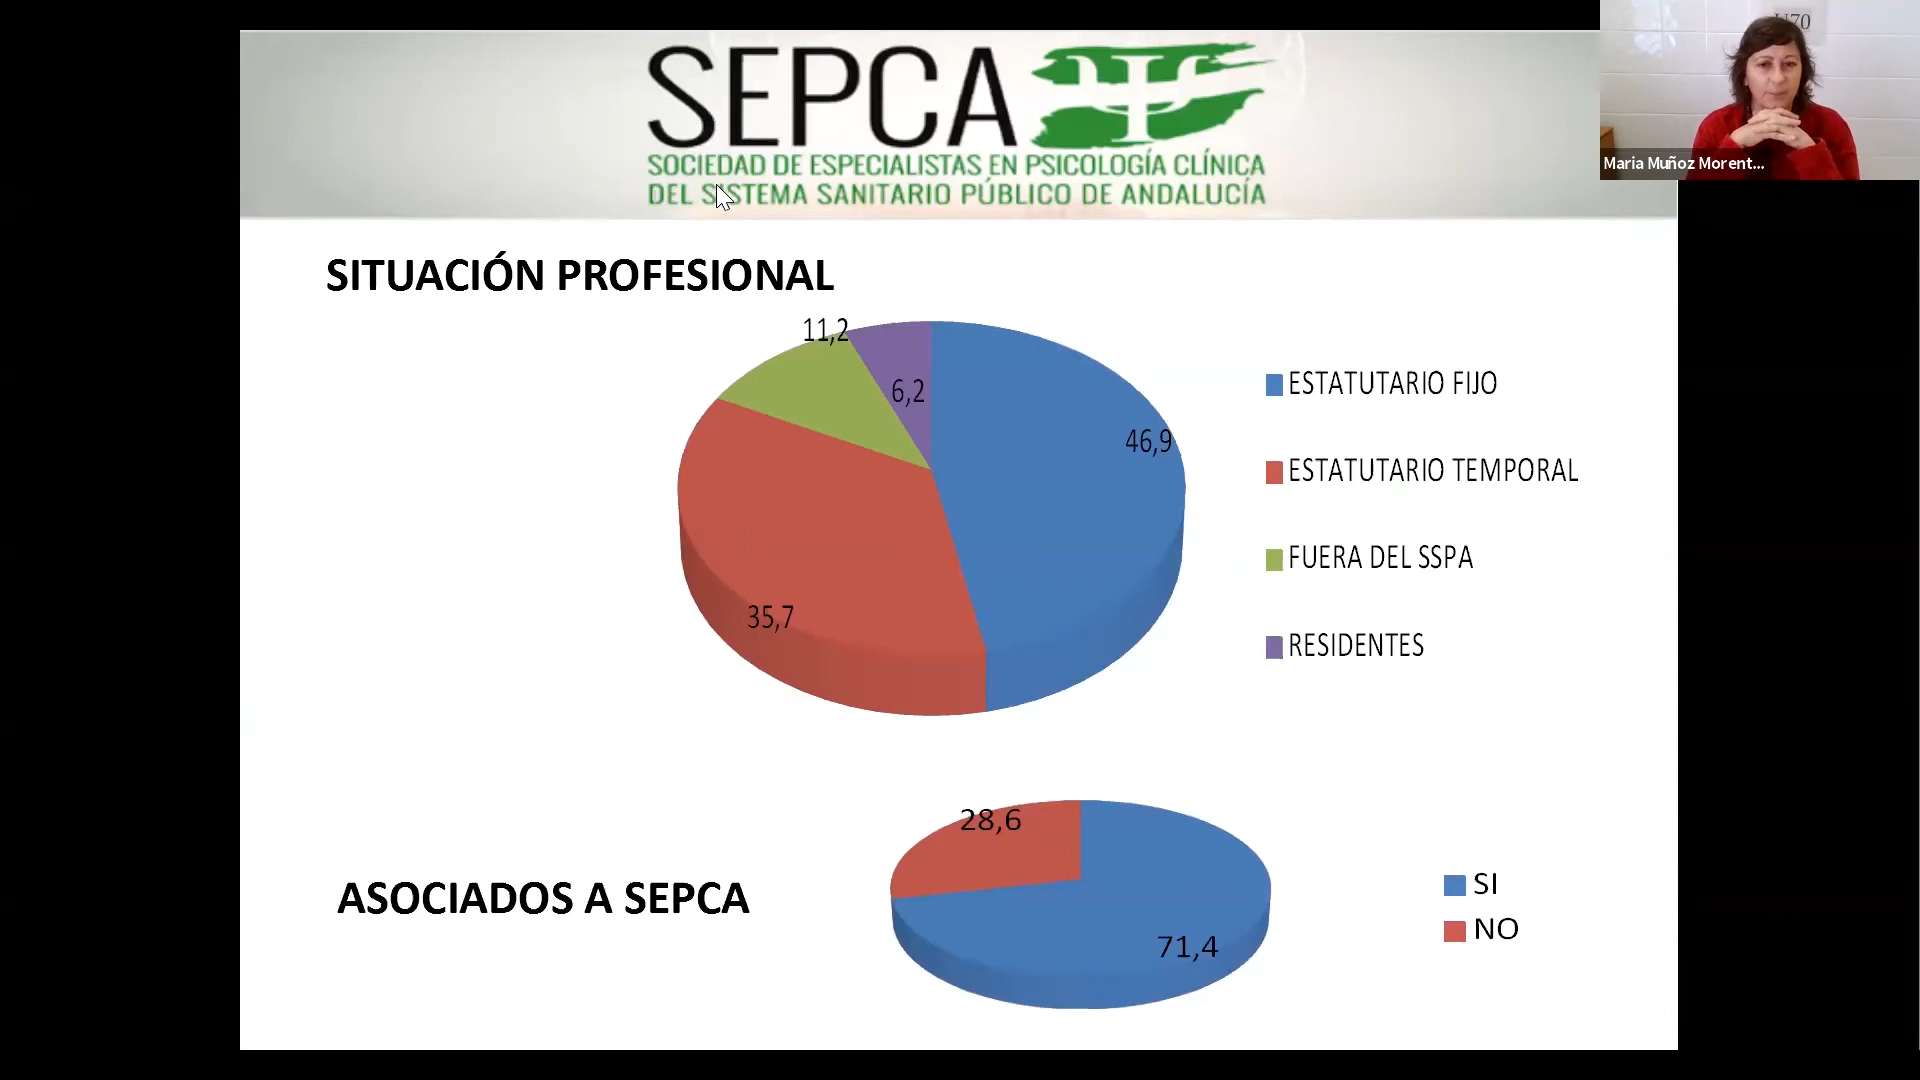 SEPCA
SOCIEDAD DE ESPECIALISTAS EN PSICOLOGÍA CLÍNICA
DEL SISTEMA SANITARIO PÚBLICO DE ANDALUCÍA
Maria Muñoz Morent...
SITUACIÓN PROFESIONAL
11,2
6,2
46,9
35,7
ESTATUTARIO FIJO
ESTATUTARIO TEMPORAL
FUERA DEL SSPA
RESIDENTES
ASOCIADOS A SEPCA
28,6
71,4
SI
NO